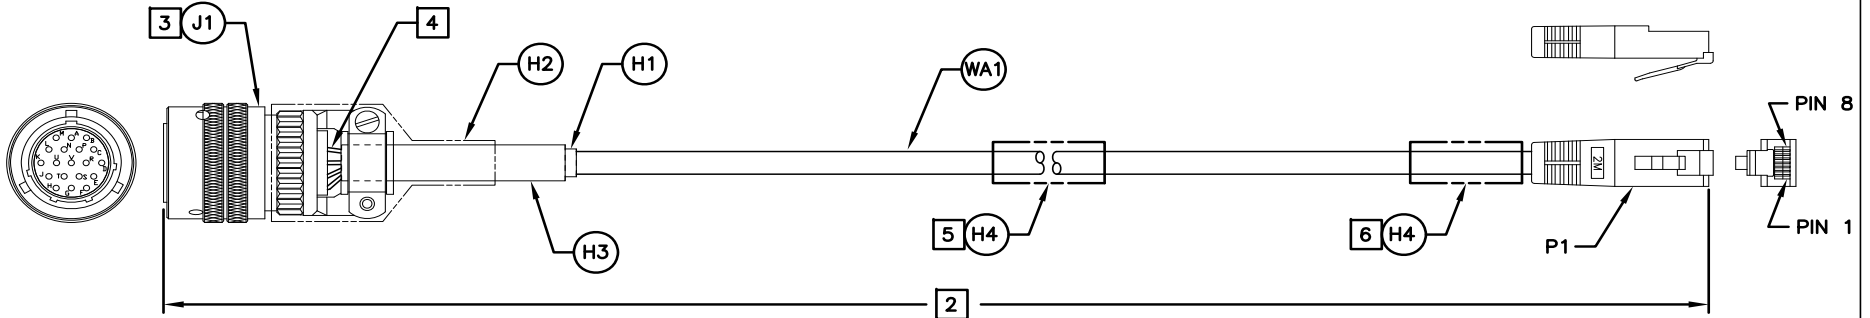 3 J1
4
H2
H1
WA1
PIN 8
M A B
L N P C
K U V R D
J T S E
H G F
2M
H3
5 H4
6 H4
P1
PIN 1
2